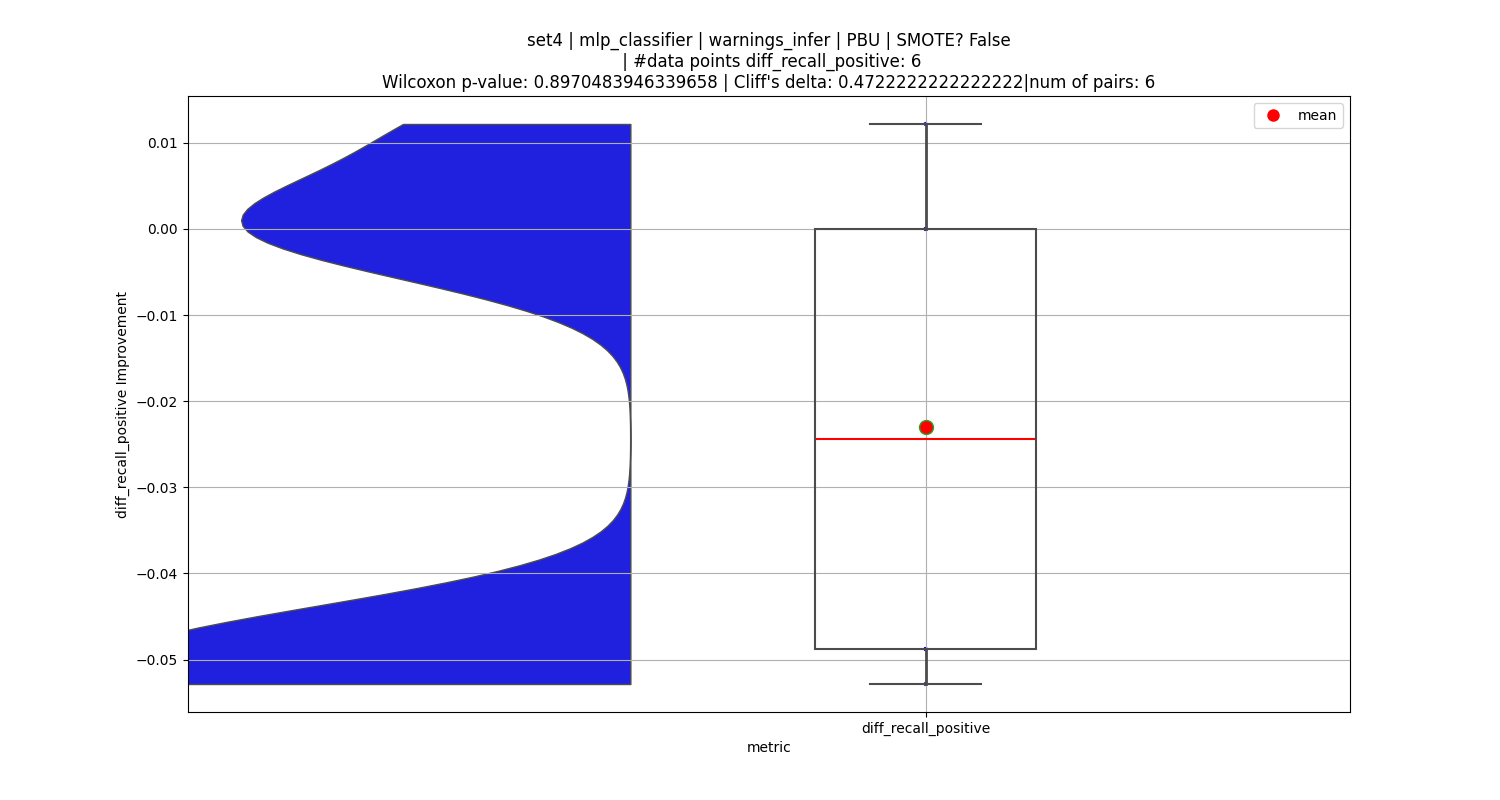 set4 | mlp_classifier | warnings_infer | PBU | SMOTE? False
| #data points diff_recall_positive: 6
Wilcoxon p-value: 0.8970483946339658 | Cliff's delta: 0.4722222222222222|num of pairs: 6
mean
0.01
0.00
−0.01
−0.02
−0.03
−0.04
−0.05
diff_recall_positive Improvement
diff_recall_positive
metric